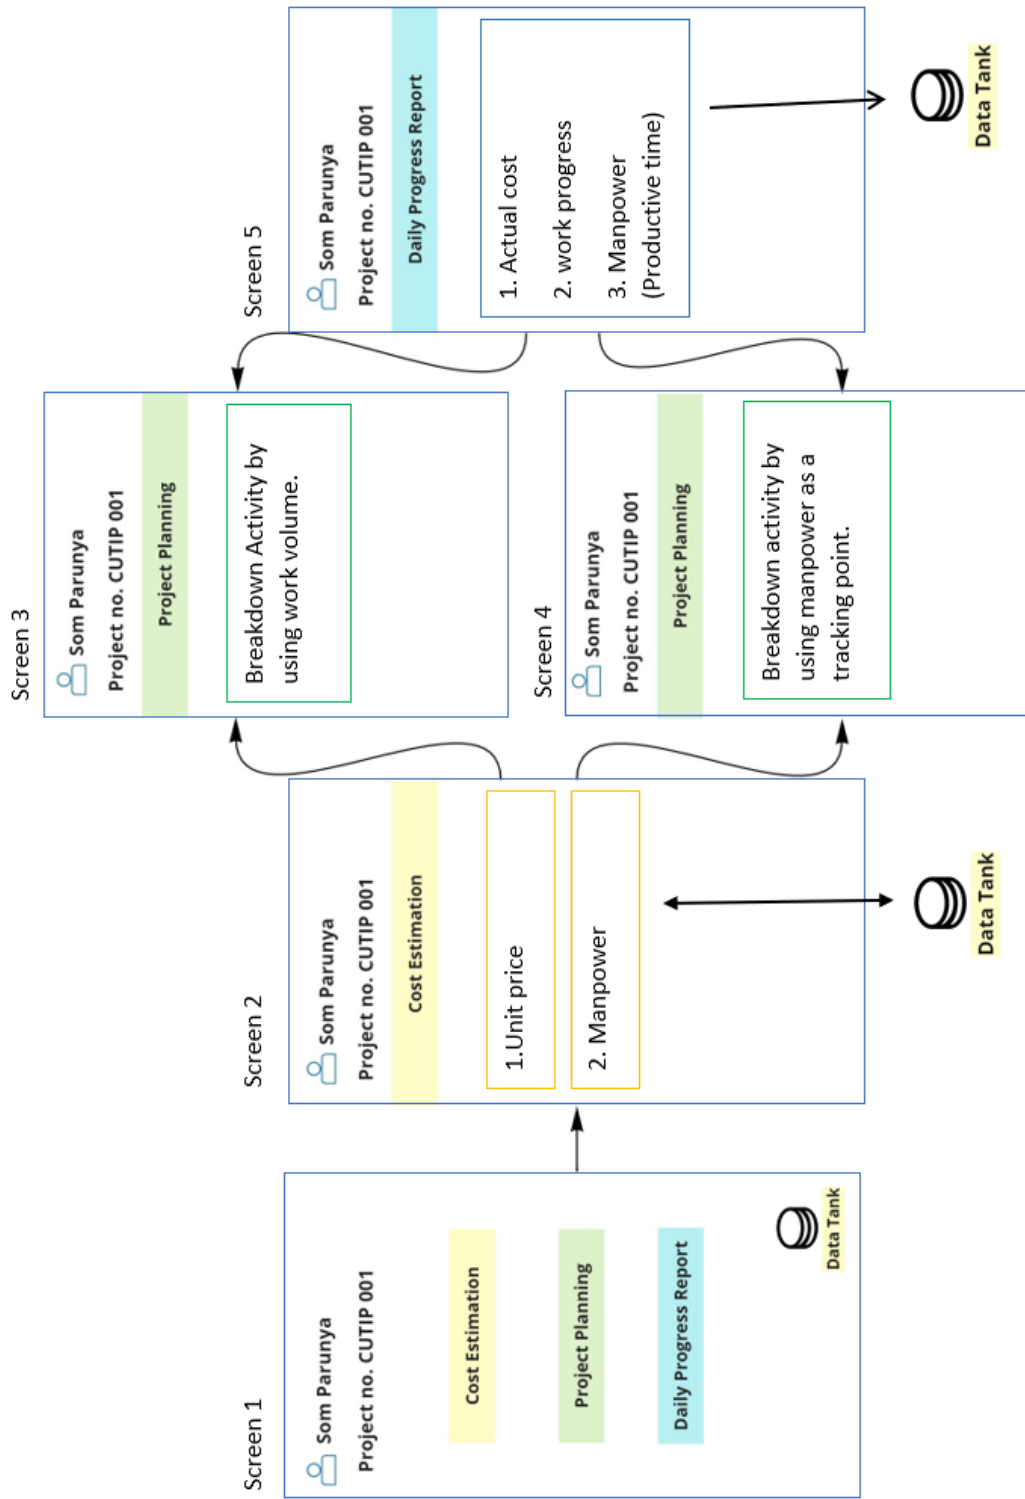 Screen 1
Som Parunya
Project no. CUTIP 001
Cost Estimation
Project Planning
Daily Progress Report
Data Tank
Screen 2
Som Parunya
Project no. CUTIP 001
Cost Estimation
1.Unit price
2. Manpower
Data Tank
Screen 3
Som Parunya
Project no. CUTIP 001
Project Planning
Breakdown Activity by
using work volume.
Screen 4
Som Parunya
Project no. CUTIP 001
Project Planning
Breakdown activity by
using manpower as a
tracking point.
Screen 5
Som Parunya
Project no. CUTIP 001
Daily Progress Report
1. Actual cost
2. work progress
3. Manpower
(Productive time)
Data Tank